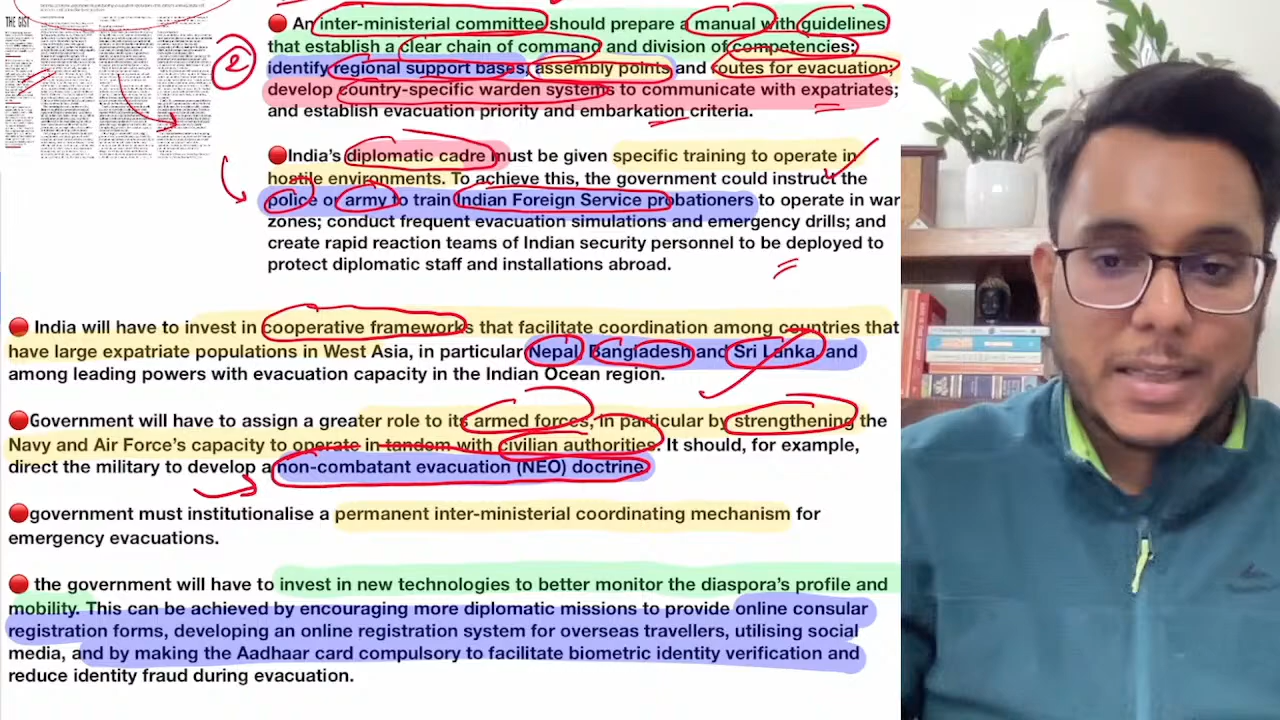 THE GIST
2
An inter-ministerial committee should prepare a manual with guidelines
that establish a clear chain of command and division of competencies;
identify regional support bases, assembly points and routes for evacuation;
develop country-specific warden systems to communicate with expatriates;
and establish evacuation priority and embarkation criteria.
India's diplomatic cadre must be given specific training to operate in
hostile environments. To achieve this, the government could instruct the
police or army to train Indian Foreign Service probationers to operate in war
zones; conduct frequent evacuation simulations and emergency drills; and
create rapid reaction teams of Indian security personnel to be deployed to
protect diplomatic staff and installations abroad.
India will have to invest in cooperative frameworks that facilitate coordination among countries that
have large expatriate populations in West Asia, in particular Nepal, Bangladesh and Sri Lanka, and
among leading powers with evacuation capacity in the Indian Ocean region.
Government will have to assign a greater role to its armed forces, in particular by strengthening the
Navy and Air Force's capacity to operate in tandem with civilian authorities. It should, for example,
direct the military to develop a non-combatant evacuation (NEO) doctrine
government must institutionalise a permanent inter-ministerial coordinating mechanism for
emergency evacuations.
the government will have to invest in new technologies to better monitor the diaspora's profile and
mobility. This can be achieved by encouraging more diplomatic missions to provide online consular
registration forms, developing an online registration system for overseas travellers, utilising social
media, and by making the Aadhaar card compulsory to facilitate biometric identity verification and
reduce identity fraud during evacuation.